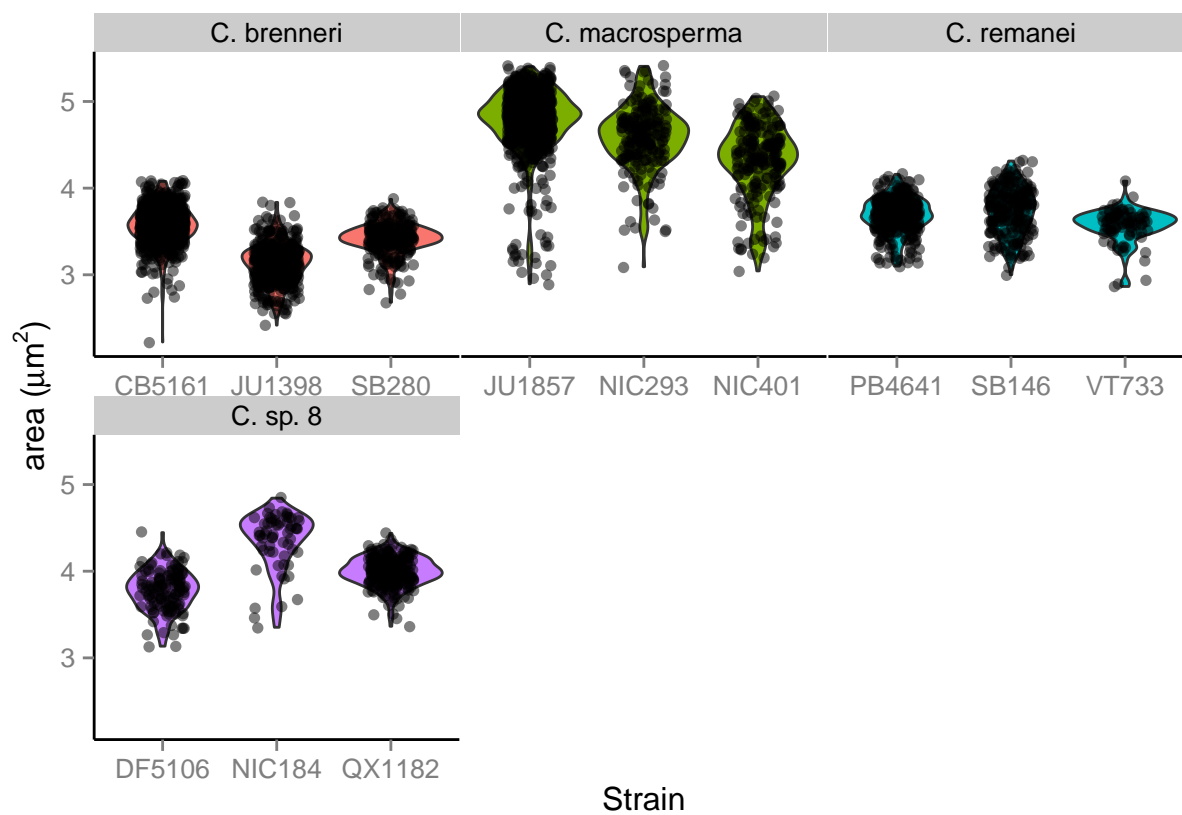 C. brenneri C. macrosperma C. remanei
5
4
3
CB5161 JU1398 SB280 JU1857 NIC293 NIC401 PB4641 SB146 VT733
area (μm²)
C. sp. 8
5
4
3
DF5106 NIC184 QX1182
Strain